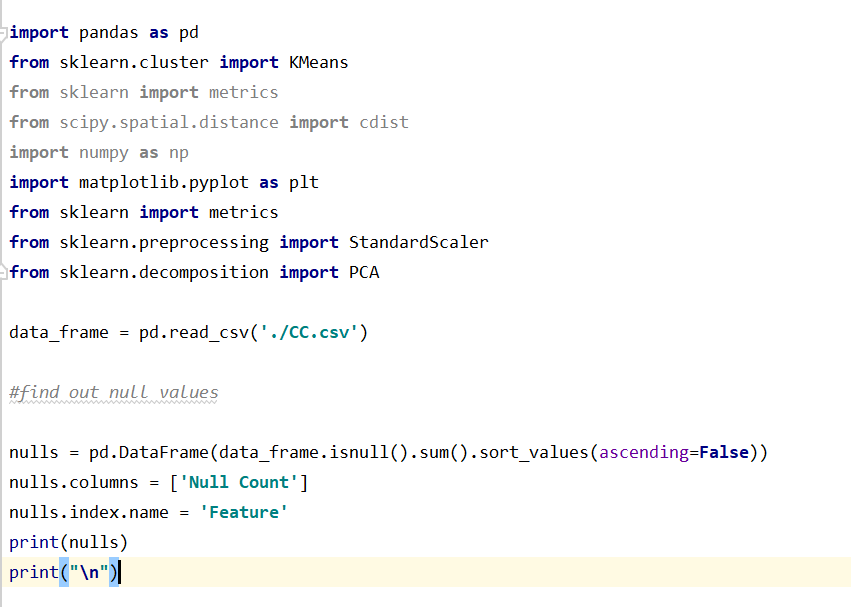 import pandas as pd
from sklearn.cluster import KMeans
from sklearn import metrics
from scipy.spatial.distance import cdist
import numpy as np
import matplotlib.pyplot as plt
from sklearn import metrics
from sklearn.preprocessing import StandardScaler
from sklearn.decomposition import PCA
data_frame = pd.read_csv('./CC.csv')
#find out null values
nulls = pd.DataFrame(data_frame.isnull().sum().sort_values(ascending=False))
nulls.columns = ['Null Count']
nulls.index.name = 'Feature'
print(nulls)
print("\n")